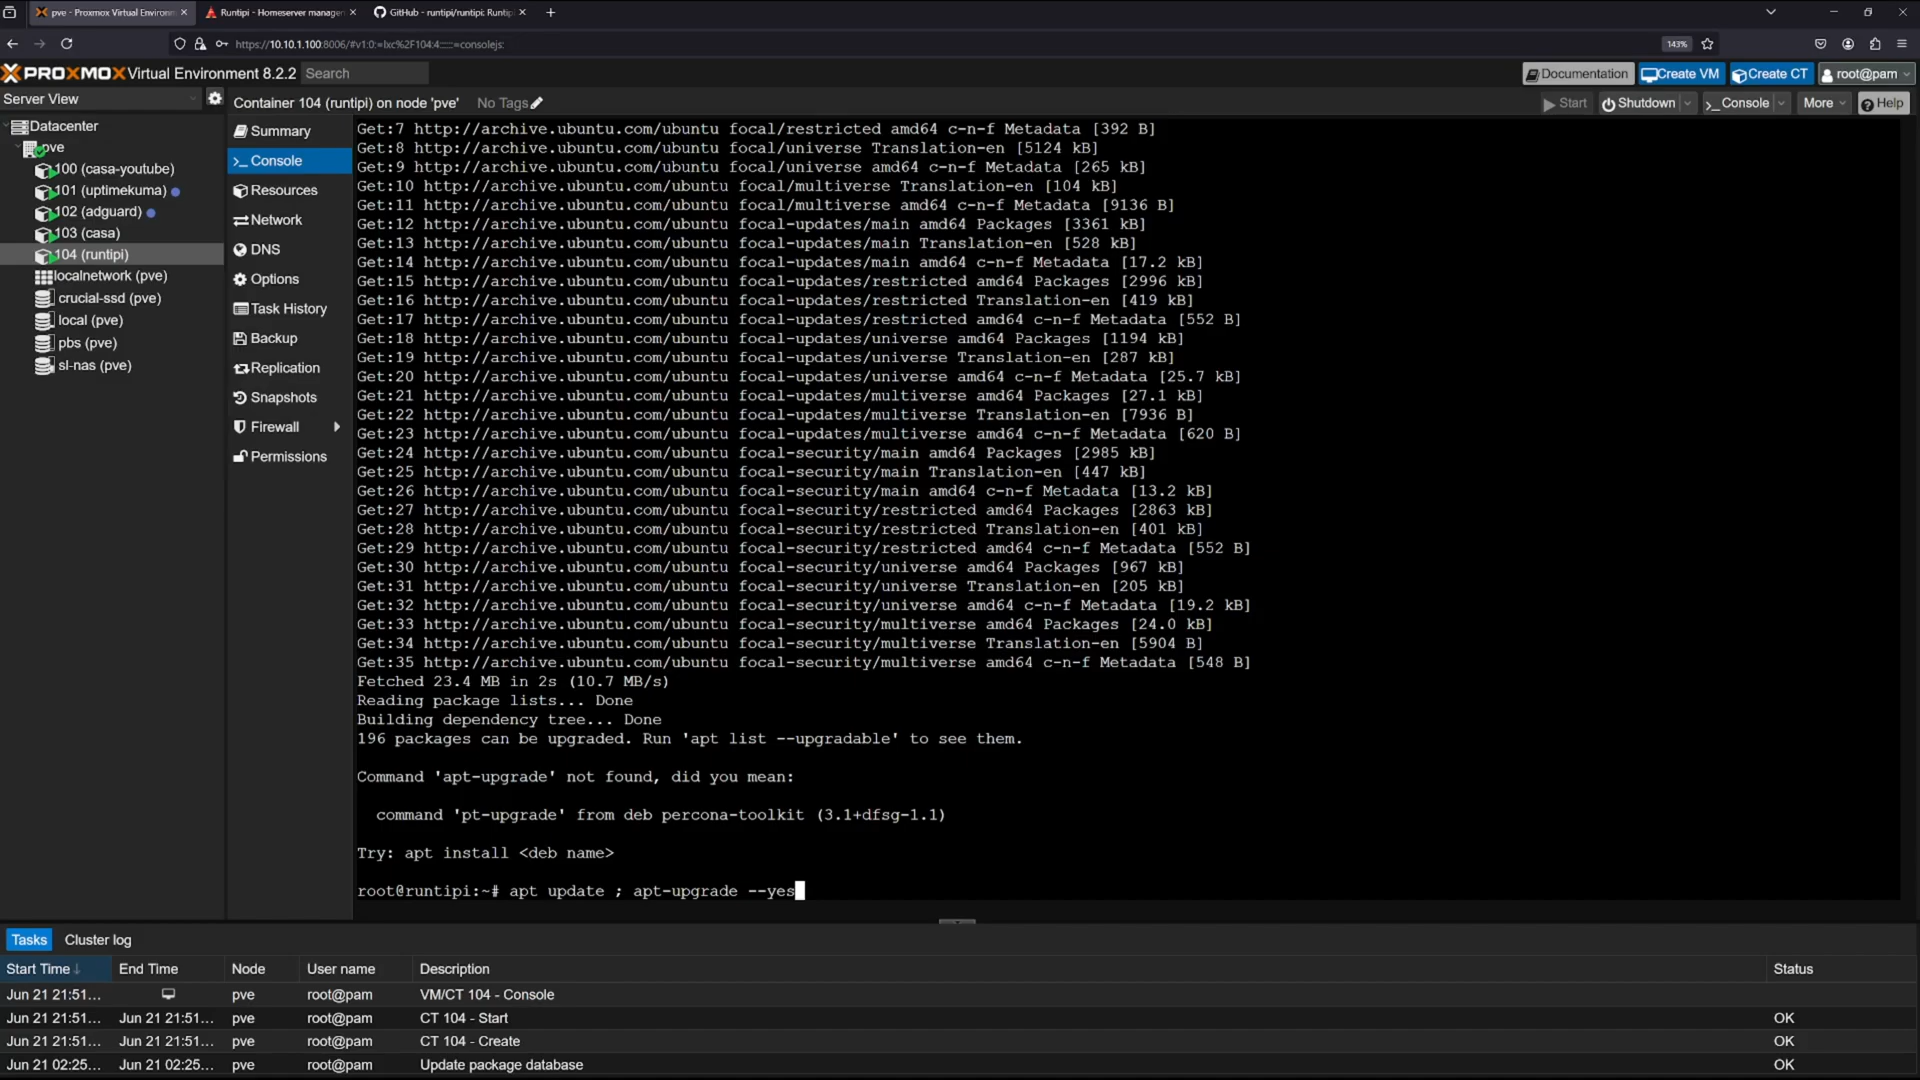 pve - Proxmox Virtual Environm
Runtipi - Homeserver manage
GitHub - runtipi/runtipi: Runtipi
https://10.10.1.100:8006/#v1:0:=lxc%2F104:4:::::=consolejs:
143%
PROXMOX Virtual Environment 8.2.2
Search
Documentation
Create VM
Create CT
root@pam
Server View
Container 104 (runtipi) on node 'pve'
No Tags
Start
Shutdown
Console
More
Help
Datacenter
pve
100 (casa-youtube)
101 (uptimekuma)
102 (adguard)
103 (casa)
104 (runtipi)
localnetwork (pve)
crucial-ssd (pve)
local (pve)
pbs (pve)
sl-nas (pve)
Summary
Console
Resources
Network
DNS
Options
Task History
Backup
Replication
Snapshots
Firewall
Permissions
Get:7 http://archive.ubuntu.com/ubuntu focal/restricted amd64 c-n-f Metadata [392 B]
Get:8 http://archive.ubuntu.com/ubuntu focal/universe Translation-en [5124 kB]
Get:9 http://archive.ubuntu.com/ubuntu focal/universe amd64 c-n-f Metadata [265 kB]
Get:10 http://archive.ubuntu.com/ubuntu focal/multiverse Translation-en [104 kB]
Get:11 http://archive.ubuntu.com/ubuntu focal/multiverse amd64 c-n-f Metadata [9136 B]
Get:12 http://archive.ubuntu.com/ubuntu focal-updates/main amd64 Packages [3361 kB]
Get:13 http://archive.ubuntu.com/ubuntu focal-updates/main Translation-en [528 kB]
Get:14 http://archive.ubuntu.com/ubuntu focal-updates/main amd64 c-n-f Metadata [17.2 kB]
Get:15 http://archive.ubuntu.com/ubuntu focal-updates/restricted amd64 Packages [2996 kB]
Get:16 http://archive.ubuntu.com/ubuntu focal-updates/restricted Translation-en [419 kB]
Get:17 http://archive.ubuntu.com/ubuntu focal-updates/restricted amd64 c-n-f Metadata [552 B]
Get:18 http://archive.ubuntu.com/ubuntu focal-updates/universe amd64 Packages [1194 kB]
Get:19 http://archive.ubuntu.com/ubuntu focal-updates/universe Translation-en [287 kB]
Get:20 http://archive.ubuntu.com/ubuntu focal-updates/universe amd64 c-n-f Metadata [25.7 kB]
Get:21 http://archive.ubuntu.com/ubuntu focal-updates/multiverse amd64 Packages [27.1 kB]
Get:22 http://archive.ubuntu.com/ubuntu focal-updates/multiverse Translation-en [7936 B]
Get:23 http://archive.ubuntu.com/ubuntu focal-updates/multiverse amd64 c-n-f Metadata [620 B]
Get:24 http://archive.ubuntu.com/ubuntu focal-security/main amd64 Packages [2985 kB]
Get:25 http://archive.ubuntu.com/ubuntu focal-security/main Translation-en [447 kB]
Get:26 http://archive.ubuntu.com/ubuntu focal-security/main amd64 c-n-f Metadata [13.2 kB]
Get:27 http://archive.ubuntu.com/ubuntu focal-security/restricted amd64 Packages [2863 kB]
Get:28 http://archive.ubuntu.com/ubuntu focal-security/restricted Translation-en [401 kB]
Get:29 http://archive.ubuntu.com/ubuntu focal-security/restricted amd64 c-n-f Metadata [552 B]
Get:30 http://archive.ubuntu.com/ubuntu focal-security/universe amd64 Packages [967 kB]
Get:31 http://archive.ubuntu.com/ubuntu focal-security/universe Translation-en [205 kB]
Get:32 http://archive.ubuntu.com/ubuntu focal-security/universe amd64 c-n-f Metadata [19.2 kB]
Get:33 http://archive.ubuntu.com/ubuntu focal-security/multiverse amd64 Packages [24.0 kB]
Get:34 http://archive.ubuntu.com/ubuntu focal-security/multiverse Translation-en [5904 B]
Get:35 http://archive.ubuntu.com/ubuntu focal-security/multiverse amd64 c-n-f Metadata [548 B]
Fetched 23.4 MB in 2s (10.7 MB/s)
Reading package lists... Done
Building dependency tree... Done
196 packages can be upgraded. Run 'apt list --upgradable' to see them.
Command 'apt-upgrade' not found, did you mean:
command 'pt-upgrade' from deb percona-toolkit (3.1+dfsg-1.1)
Try: apt install <deb name>
root@runtipi:~# apt update ; apt-upgrade --yes
Tasks
Cluster log
Start Time End Time Node User name Description Status
Jun 21 21:51... pve root@pam VM/CT 104 - Console
Jun 21 21:51... Jun 21 21:51... pve root@pam CT 104 - Start OK
Jun 21 21:51... Jun 21 21:51... pve root@pam CT 104 - Create OK
Jun 21 02:25... Jun 21 02:25... pve root@pam Update package database OK